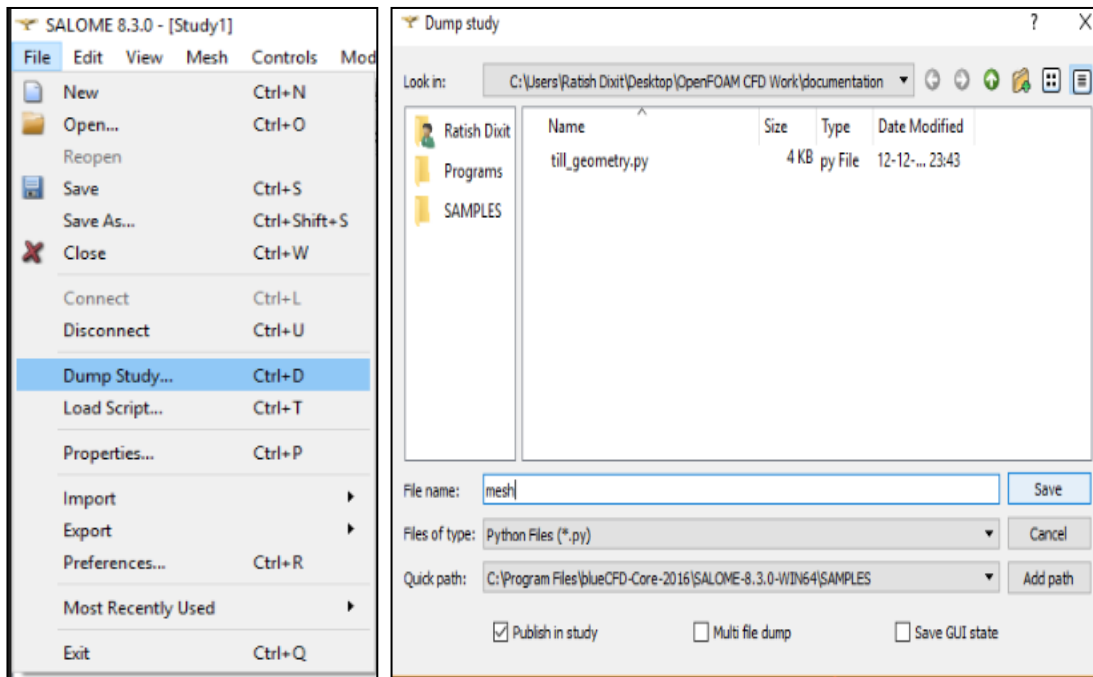 SALOME 8.3.0 - [Study1]
File Edit View Mesh Controls Mod
New Ctrl+N
Open... Ctrl+O
Reopen
Save Ctrl+S
Save As... Ctrl+Shift+S
Close Ctrl+W
Connect Ctrl+L
Disconnect Ctrl+U
Dump Study... Ctrl+D
Load Script... Ctrl+T
Properties... Ctrl+P
Import
Export
Preferences... Ctrl+R
Most Recently Used
Exit Ctrl+Q
Dump study ? X
Look in: C:\Users\Ratish Dixit\Desktop\OpenFOAM CFD Work\documentation
Ratish Dixit
Programs
SAMPLES
Name Size Type Date Modified
till_geometry.py 4 KB py File 12-12-... 23:43
File name: mesh Save
Files of type: Python Files (*.py) Cancel
Quick path: C:\Program Files\blueCFD-Core-2016\SALOME-8.3.0-WIN64\SAMPLES Add path
Publish in study Multi file dump Save GUI state